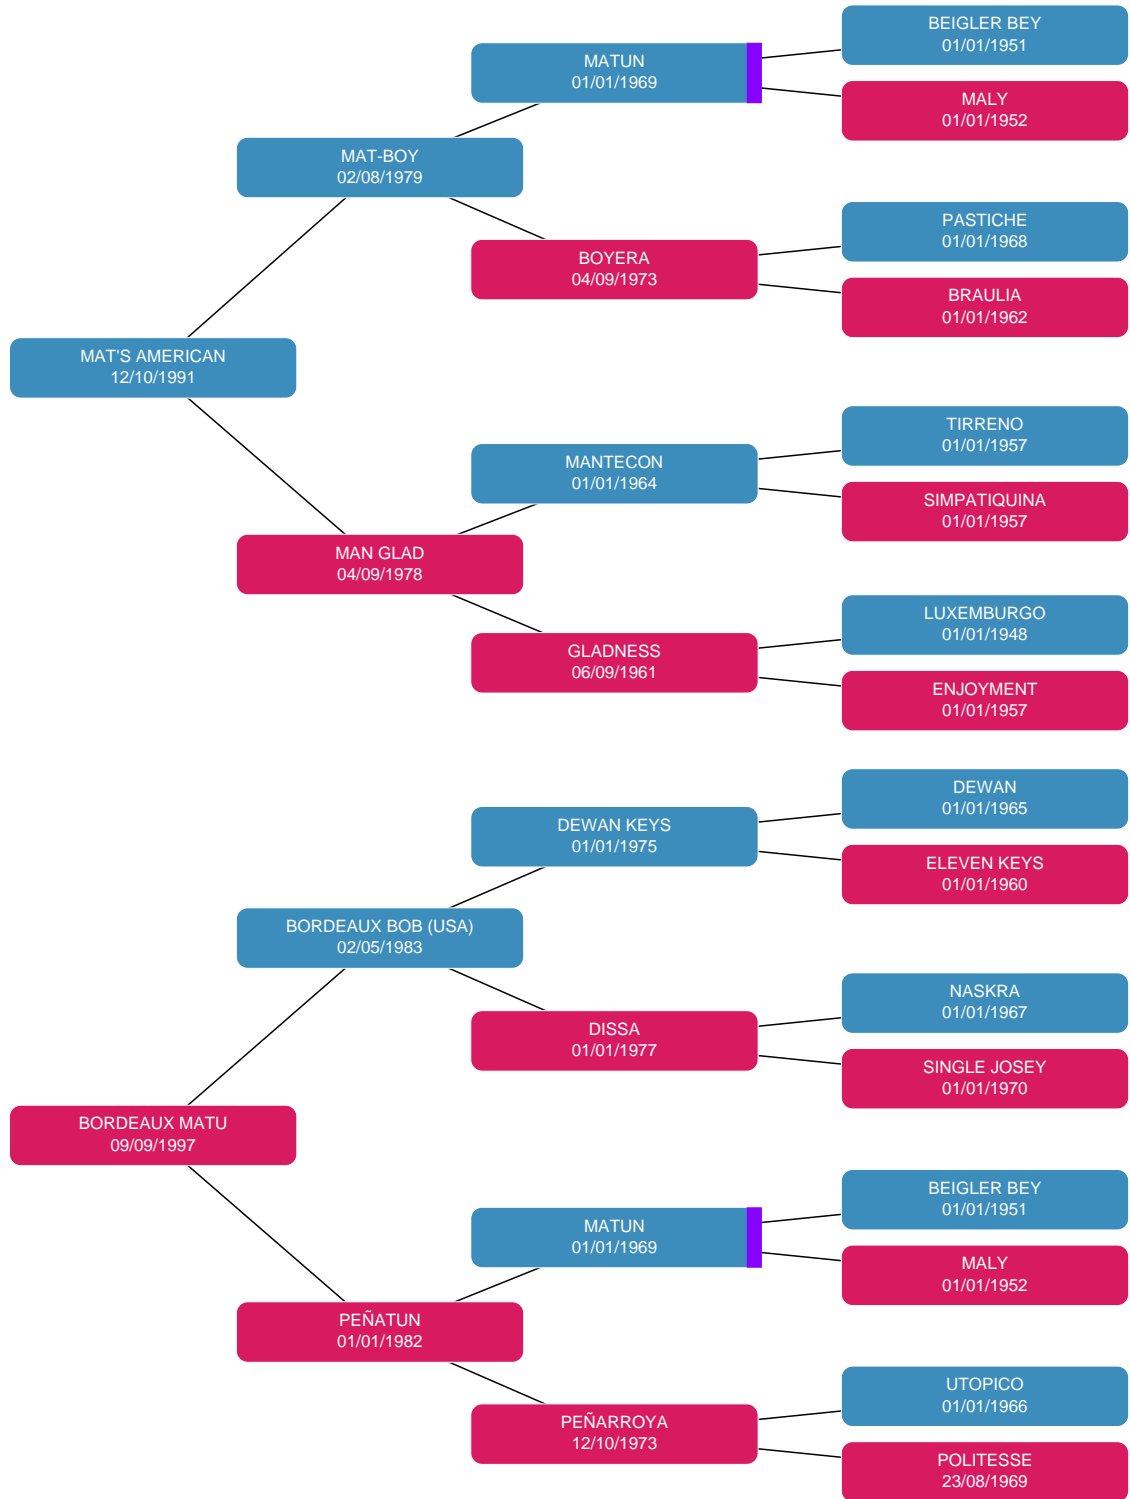 BEIGLER BEY
01/01/1951
MATUN
01/01/1969
MALY
01/01/1952
MAT-BOY
02/08/1979
PASTICHE
01/01/1968
BOYERA
04/09/1973
BRAULIA
01/01/1962
MAT'S AMERICAN
12/10/1991
TIRRENO
01/01/1957
MANTECON
01/01/1964
SIMPATIQUINA
01/01/1957
MAN GLAD
04/09/1978
LUXEMBURGO
01/01/1948
GLADNESS
06/09/1961
ENJOYMENT
01/01/1957
DEWAN
01/01/1965
DEWAN KEYS
01/01/1975
ELEVEN KEYS
01/01/1960
BORDEAUX BOB (USA)
02/05/1983
NASKRA
01/01/1967
DISSA
01/01/1977
SINGLE JOSEY
01/01/1970
BORDEAUX MATU
09/09/1997
BEIGLER BEY
01/01/1951
MATUN
01/01/1969
MALY
01/01/1952
PEÑATUN
01/01/1982
UTOPICO
01/01/1966
PEÑARROYA
12/10/1973
POLITESSE
23/08/1969